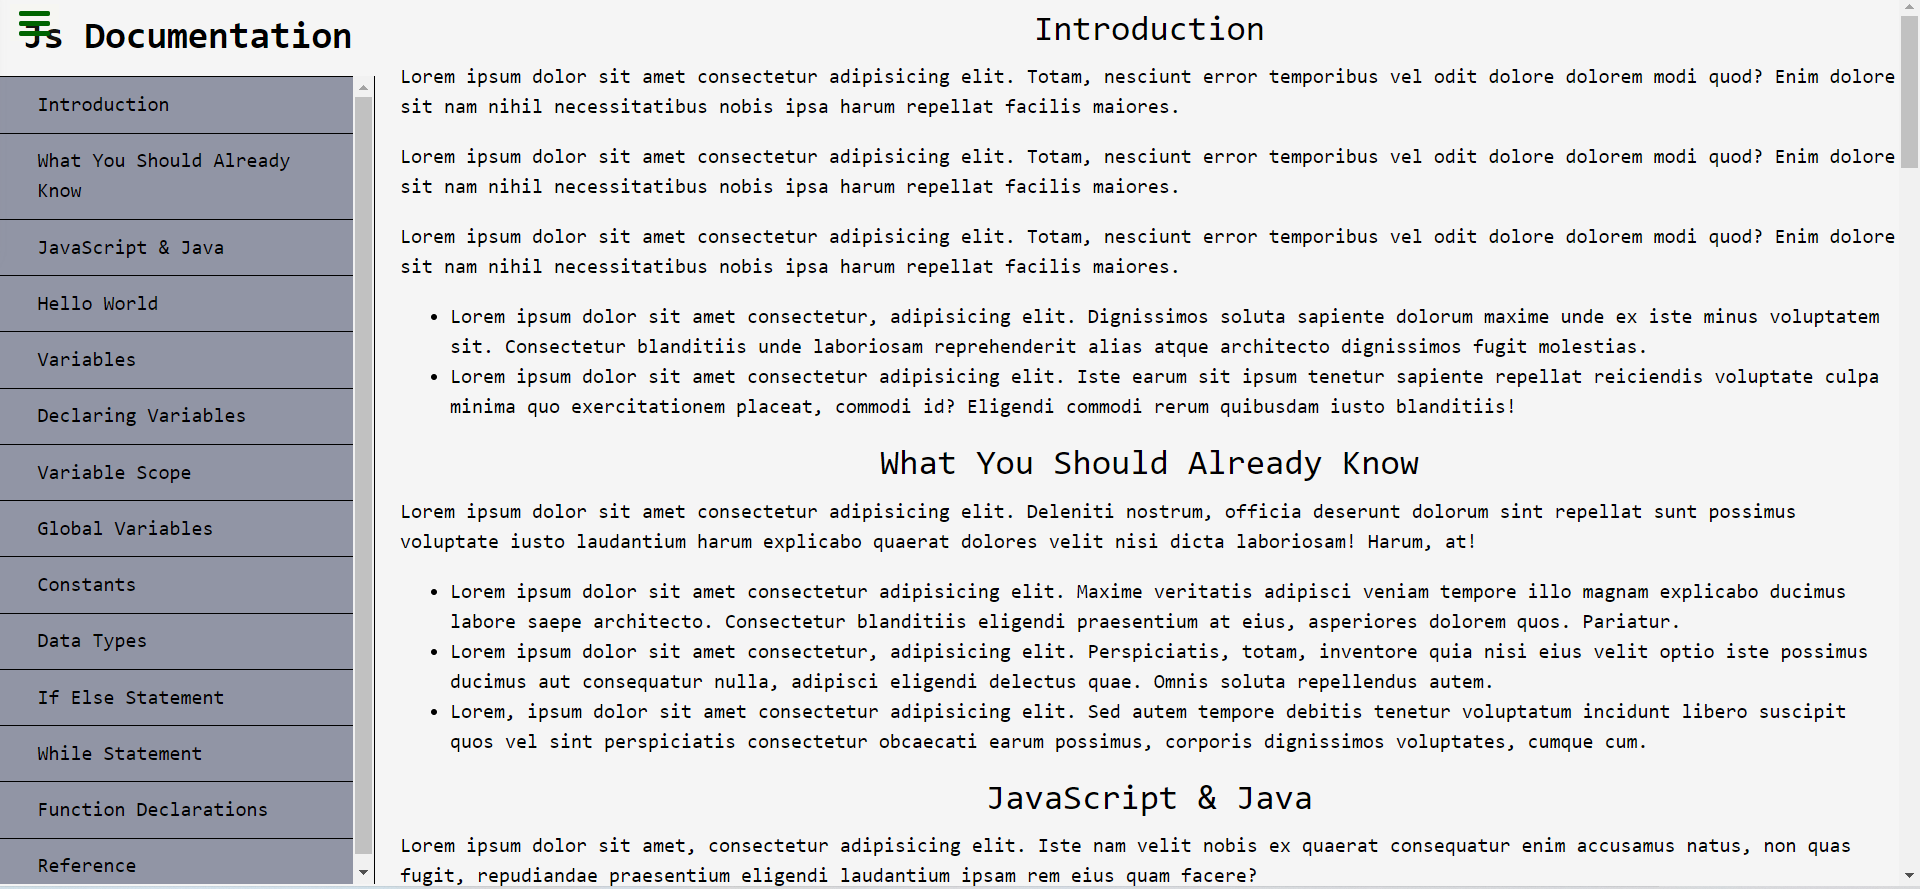 Js Documentation
Introduction
What You Should Already
Know
JavaScript & Java
Hello World
Variables
Declaring Variables
Variable Scope
Global Variables
Constants
Data Types
If Else Statement
While Statement
Function Declarations
Reference
Introduction
Lorem ipsum dolor sit amet consectetur adipisicing elit. Totam, nesciunt error temporibus vel odit dolore dolorem modi quod? Enim dolore
sit nam nihil necessitatibus nobis ipsa harum repellat facilis maiores.
Lorem ipsum dolor sit amet consectetur adipisicing elit. Totam, nesciunt error temporibus vel odit dolore dolorem modi quod? Enim dolore
sit nam nihil necessitatibus nobis ipsa harum repellat facilis maiores.
Lorem ipsum dolor sit amet consectetur adipisicing elit. Totam, nesciunt error temporibus vel odit dolore dolorem modi quod? Enim dolore
sit nam nihil necessitatibus nobis ipsa harum repellat facilis maiores.
• Lorem ipsum dolor sit amet consectetur, adipisicing elit. Dignissimos soluta sapiente dolorum maxime unde ex iste minus voluptatem
sit. Consectetur blanditiis unde laboriosam reprehenderit alias atque architecto dignissimos fugit molestias.
• Lorem ipsum dolor sit amet consectetur adipisicing elit. Iste earum sit ipsum tenetur sapiente repellat reiciendis voluptate culpa
minima quo exercitationem placeat, commodi id? Eligendi commodi rerum quibusdam iusto blanditiis!
What You Should Already Know
Lorem ipsum dolor sit amet consectetur adipisicing elit. Deleniti nostrum, officia deserunt dolorum sint repellat sunt possimus
voluptate iusto laudantium harum explicabo quaerat dolores velit nisi dicta laboriosam! Harum, at!
• Lorem ipsum dolor sit amet consectetur adipisicing elit. Maxime veritatis adipisci veniam tempore illo magnam explicabo ducimus
labore saepe architecto. Consectetur blanditiis eligendi praesentium at eius, asperiores dolorem quos. Pariatur.
• Lorem ipsum dolor sit amet consectetur, adipisicing elit. Perspiciatis, totam, inventore quia nisi eius velit optio iste possimus
ducimus aut consequatur nulla, adipisci eligendi delectus quae. Omnis soluta repellendus autem.
• Lorem, ipsum dolor sit amet consectetur adipisicing elit. Sed autem tempore debitis tenetur voluptatum incidunt libero suscipit
quos vel sint perspiciatis consectetur obcaecati earum possimus, corporis dignissimos voluptates, cumque cum.
JavaScript & Java
Lorem ipsum dolor sit amet, consectetur adipisicing elit. Iste nam velit nobis ex quaerat consequatur enim accusamus natus, non quas
fugit, repudiandae praesentium eligendi laudantium ipsam rem eius quam facere?